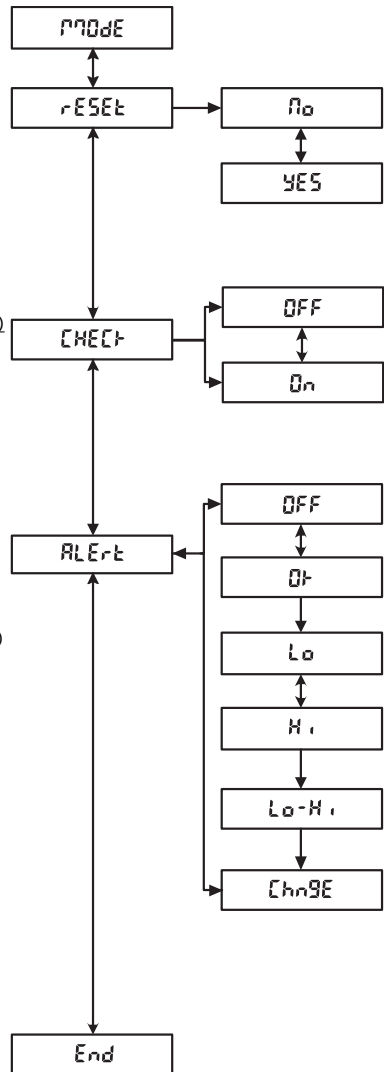 MODE
rESEt
No
YES
)
CHECk
OFF
On
OFF
ALErt
Ok
)
Lo
Hi
Lo-Hi
ChngE
End